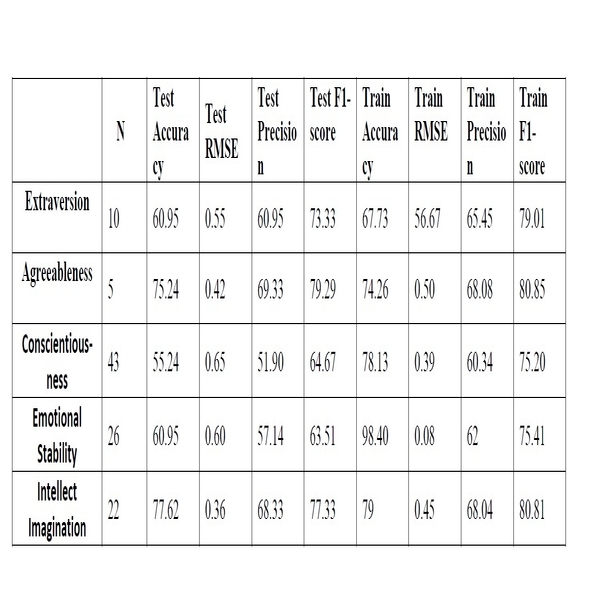 N Test Accuracy Test RMSE Test Precision Test F1-score Train Accuracy Train RMSE Train Precision Train F1-score
Extraversion 10 60.95 0.55 60.95 73.33 67.73 56.67 65.45 79.01
Agreeableness 5 75.24 0.42 69.33 79.29 74.26 0.50 68.08 80.85
Conscientious-ness 43 55.24 0.65 51.90 64.67 78.13 0.39 60.34 75.20
Emotional Stability 26 60.95 0.60 57.14 63.51 98.40 0.08 62 75.41
Intellect Imagination 22 77.62 0.36 68.33 77.33 79 0.45 68.04 80.81